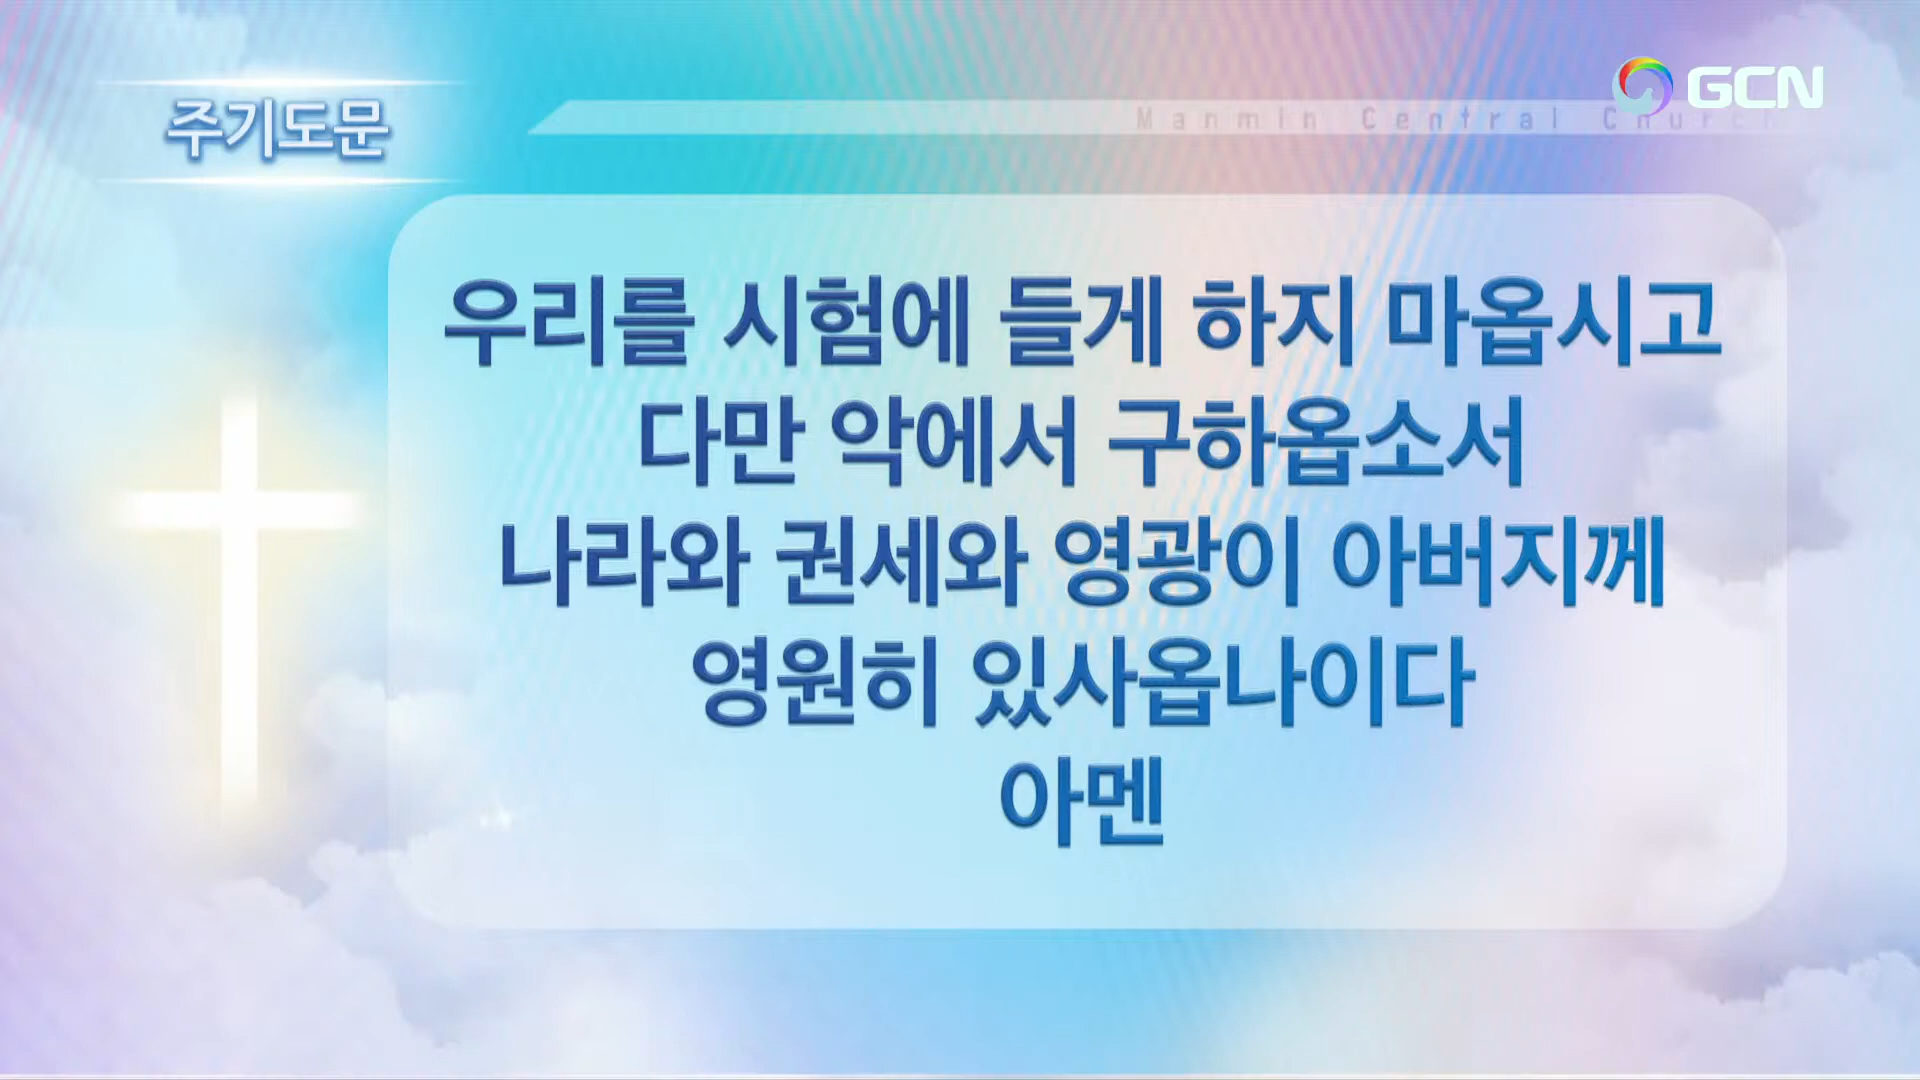 주기도문
Manmin Central Church
GCN
우리를 시험에 들게 하지 마옵시고
다만 악에서 구하옵소서
나라와 권세와 영광이 아버지께
영원히 있사옵나이다
아멘